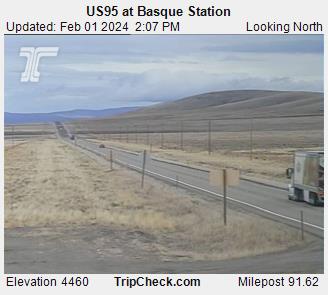 US95 at Basque Station
Updated: Feb 01 2024 2:07 PM Looking North
Elevation 4460 TripCheck.com Milepost 91.62